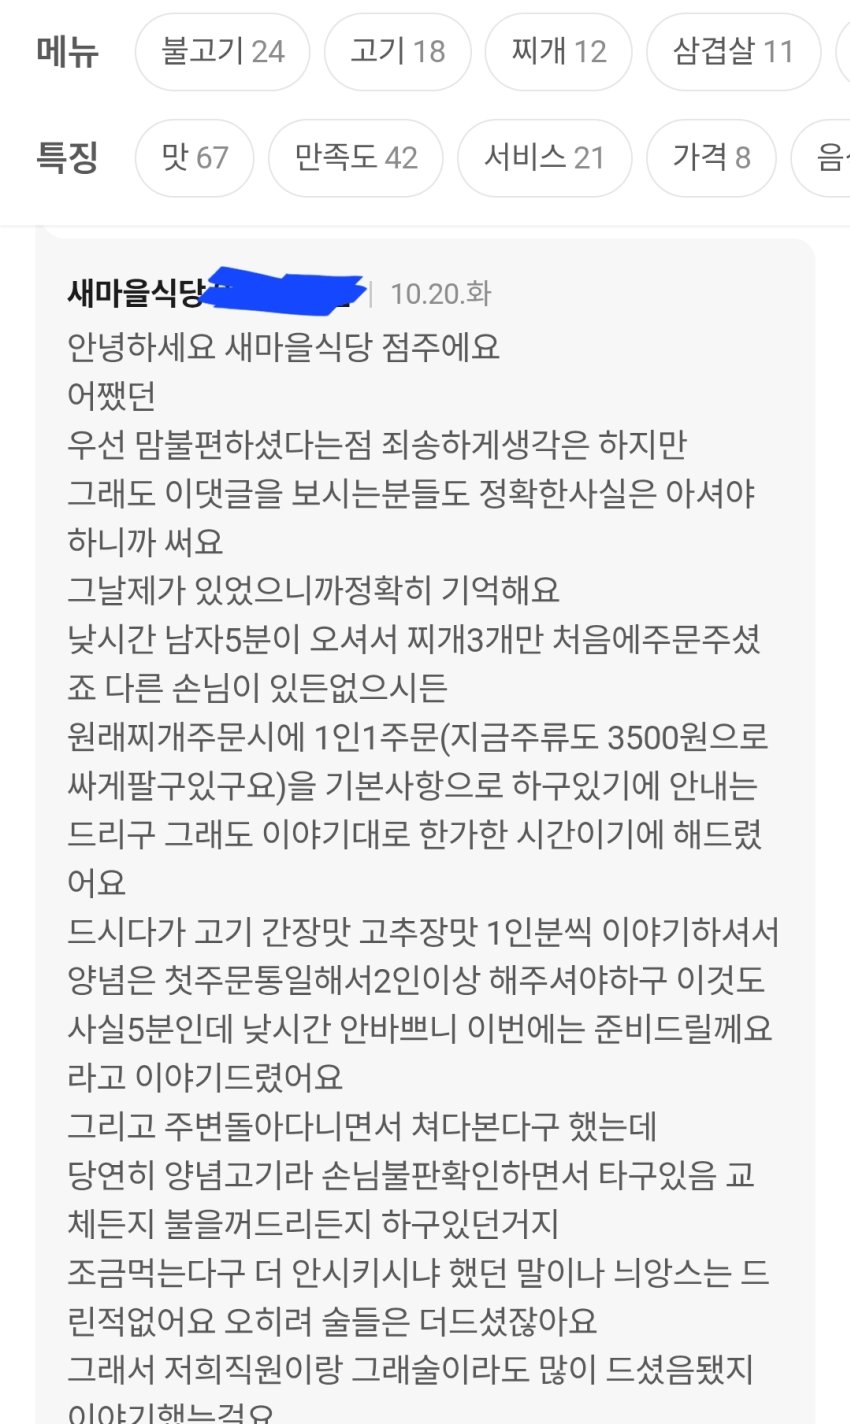 메뉴 불고기 24 고기 18 찌개 12 삼겹살 11
특징 맛 67 만족도 42 서비스 21 가격 8
새마을식당 10.20.화
안녕하세요 새마을식당 점주에요
어쨌던
우선 맘불편하셨다는점 죄송하게생각은 하지만
그래도 이댓글을 보시는분들도 정확한사실은 아셔야
하니까 써요
그날제가 있었으니까정확히 기억해요
낮시간 남자5분이 오셔서 찌개3개만 처음에주문주셨
죠 다른 손님이 있든없으시든
원래찌개주문시에 1인1주문(지금주류도 3500원으로
싸게팔구있구요)을 기본사항으로 하구있기에 안내는
드리구 그래도 이야기대로 한가한 시간이기에 해드렸
어요
드시다가 고기 간장맛 고추장맛 1인분씩 이야기하셔서
양념은 첫주문통일해서2인이상 해주셔야하구 이것도
사실5분인데 낮시간 안바쁘니 이번에는 준비드릴께요
라고 이야기드렸어요
그리고 주변돌아다니면서 쳐다본다구 했는데
당연히 양념고기라 손님불판확인하면서 타구있음 교
체든지 불을꺼드리든지 하구있던거지
조금먹는다구 더 안시키시냐 했던 말이나 늬앙스는 드
린적없어요 오히려 술들은 더드셨잖아요
그래서 저희직원이랑 그래술이라도 많이 드셨음됐지
이야기했는걸요